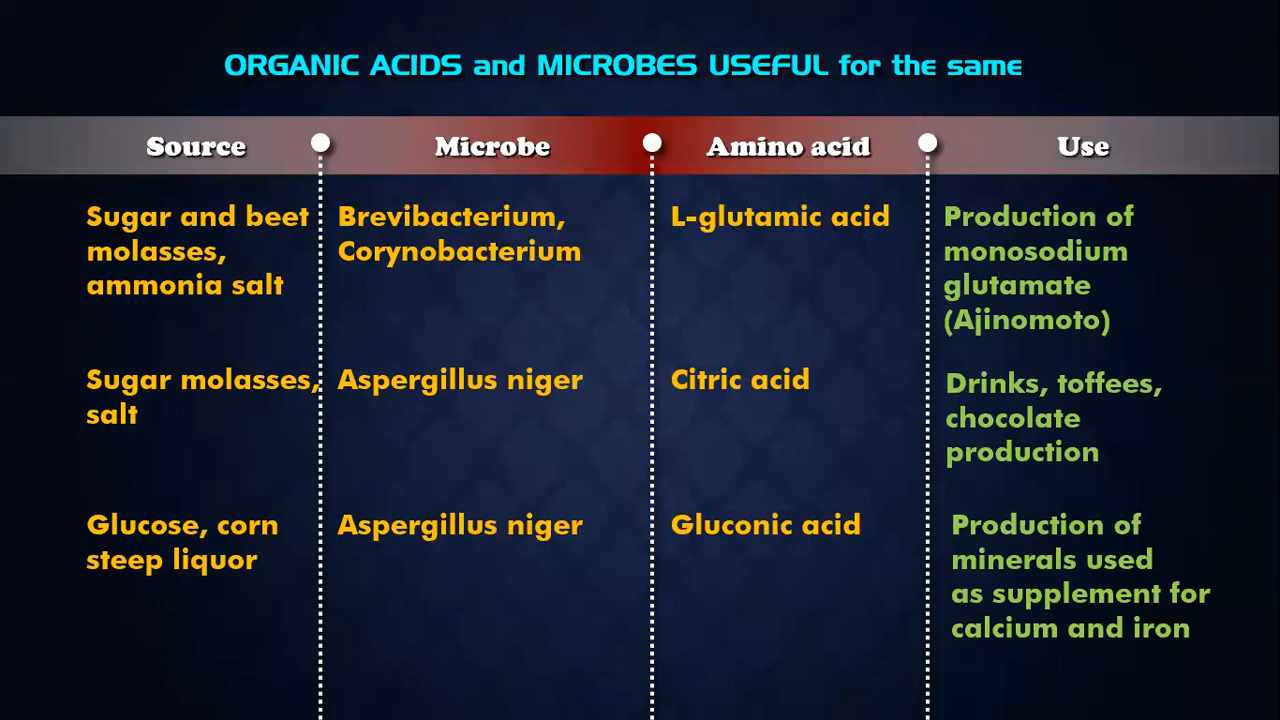 ORGANIC ACIDS and MICROBES USEFUL for the same
Source Microbe Amino acid Use
Sugar and beet
molasses,
ammonia salt
Brevibacterium,
Corynobacterium
L-glutamic acid
Production of
monosodium
glutamate
(Ajinomoto)
Sugar molasses,
salt
Aspergillus niger
Citric acid
Drinks, toffees,
chocolate
production
Glucose, corn
steep liquor
Aspergillus niger
Gluconic acid
Production of
minerals used
as supplement for
calcium and iron